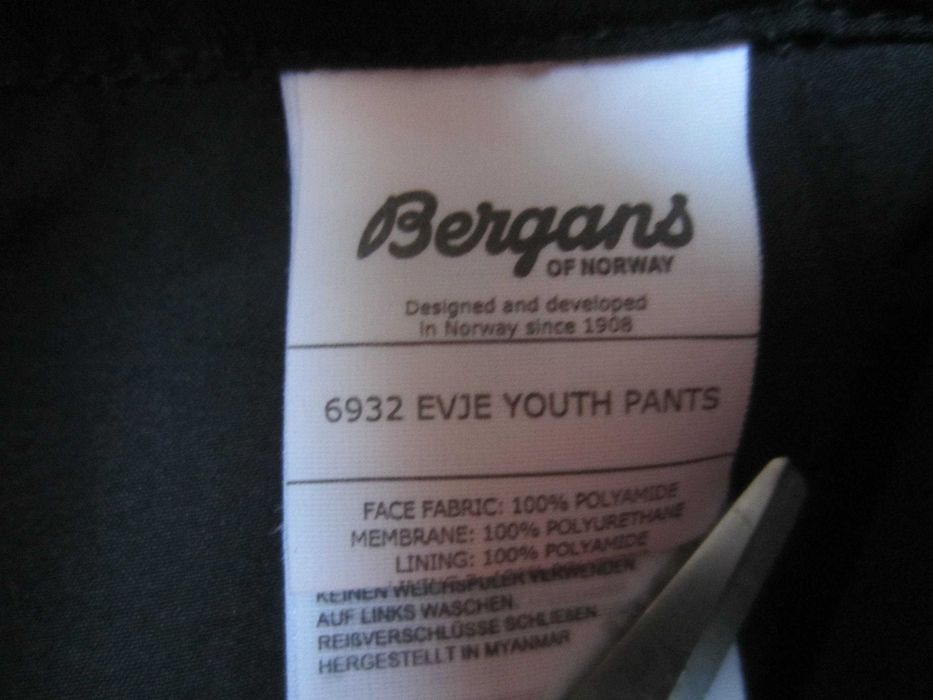 Bergans
OF NORWAY
Designed and developed
in Norway since 1908
6932 EVJE YOUTH PANTS
FACE FABRIC: 100% POLYAMIDE
MEMBRANE: 100% POLYURETHANE
LINING: 100% POLYAMIDE
KEINEN WEICHSPÜLER VERWENDEN.
AUF LINKS WASCHEN.
REIßVERSCHLÜSSE SCHLIEßEN.
HERGESTELLT IN MYANMAR